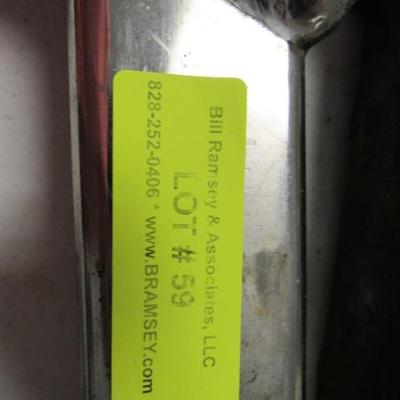 Bill Ramsey & Associates, LLC
LOT # 59
828-252-0406 * www.BRAMSEY.com